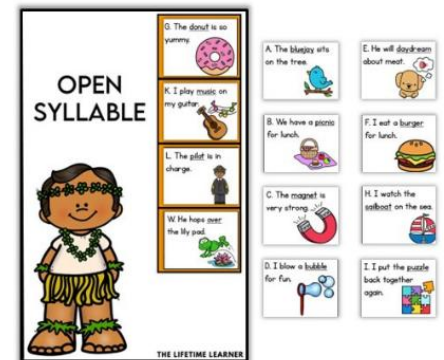 OPEN
SYLLABLE
G. The donut is so
yummy.
K. I play music on
my guitar.
L. The pilot is in
charge.
W. He hops over
the lily pad.
THE LIFETIME LEARNER
A. The bluejay sits
on the tree.
B. We have a picnic
for lunch.
C. The magnet is
very strong.
D. I blow a bubble
for fun.
E. He will daydream
about meat.
F. I eat a burger
for lunch.
H. I watch the
sailboat on the sea.
I. I put the puzzle
back together
again.